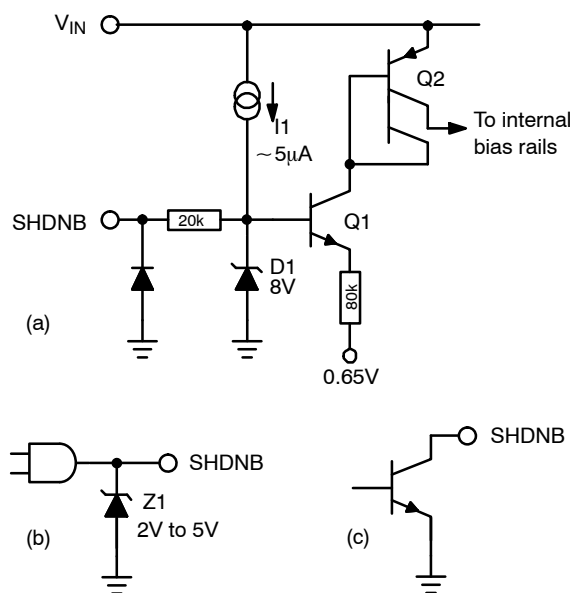 VIN
Q2
I1
~5μA
To internal
bias rails
SHDNB
20k
Q1
D1
8V
80k
(a)
0.65V
SHDNB
SHDNB
Z1
2V to 5V
(b)
(c)